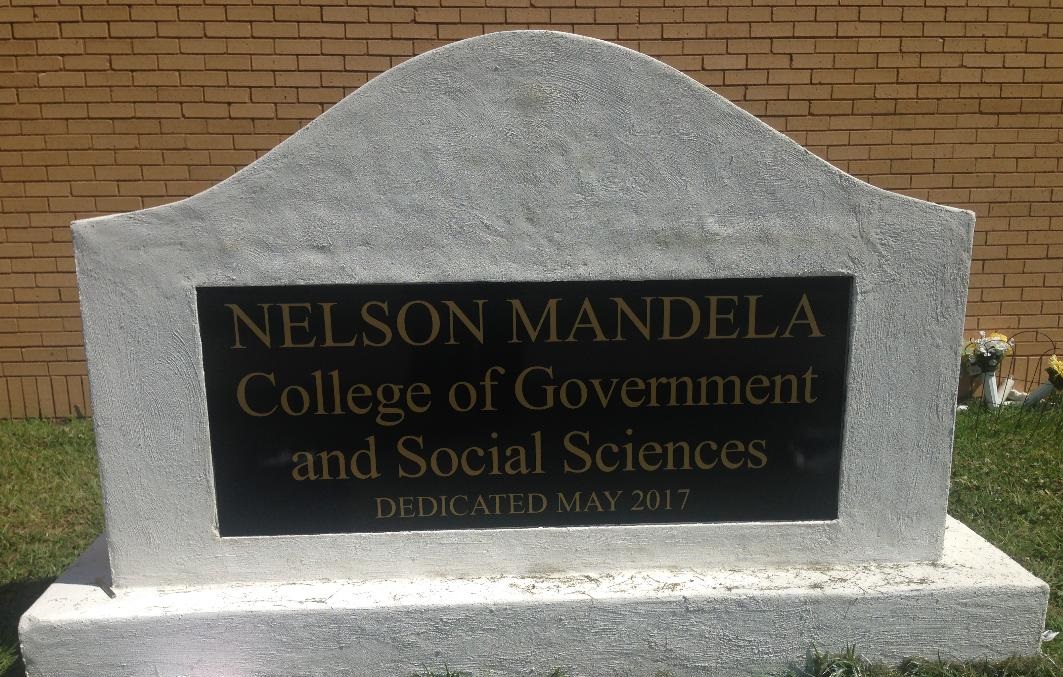 NELSON MANDELA
College of Government
and Social Sciences
DEDICATED MAY 2017